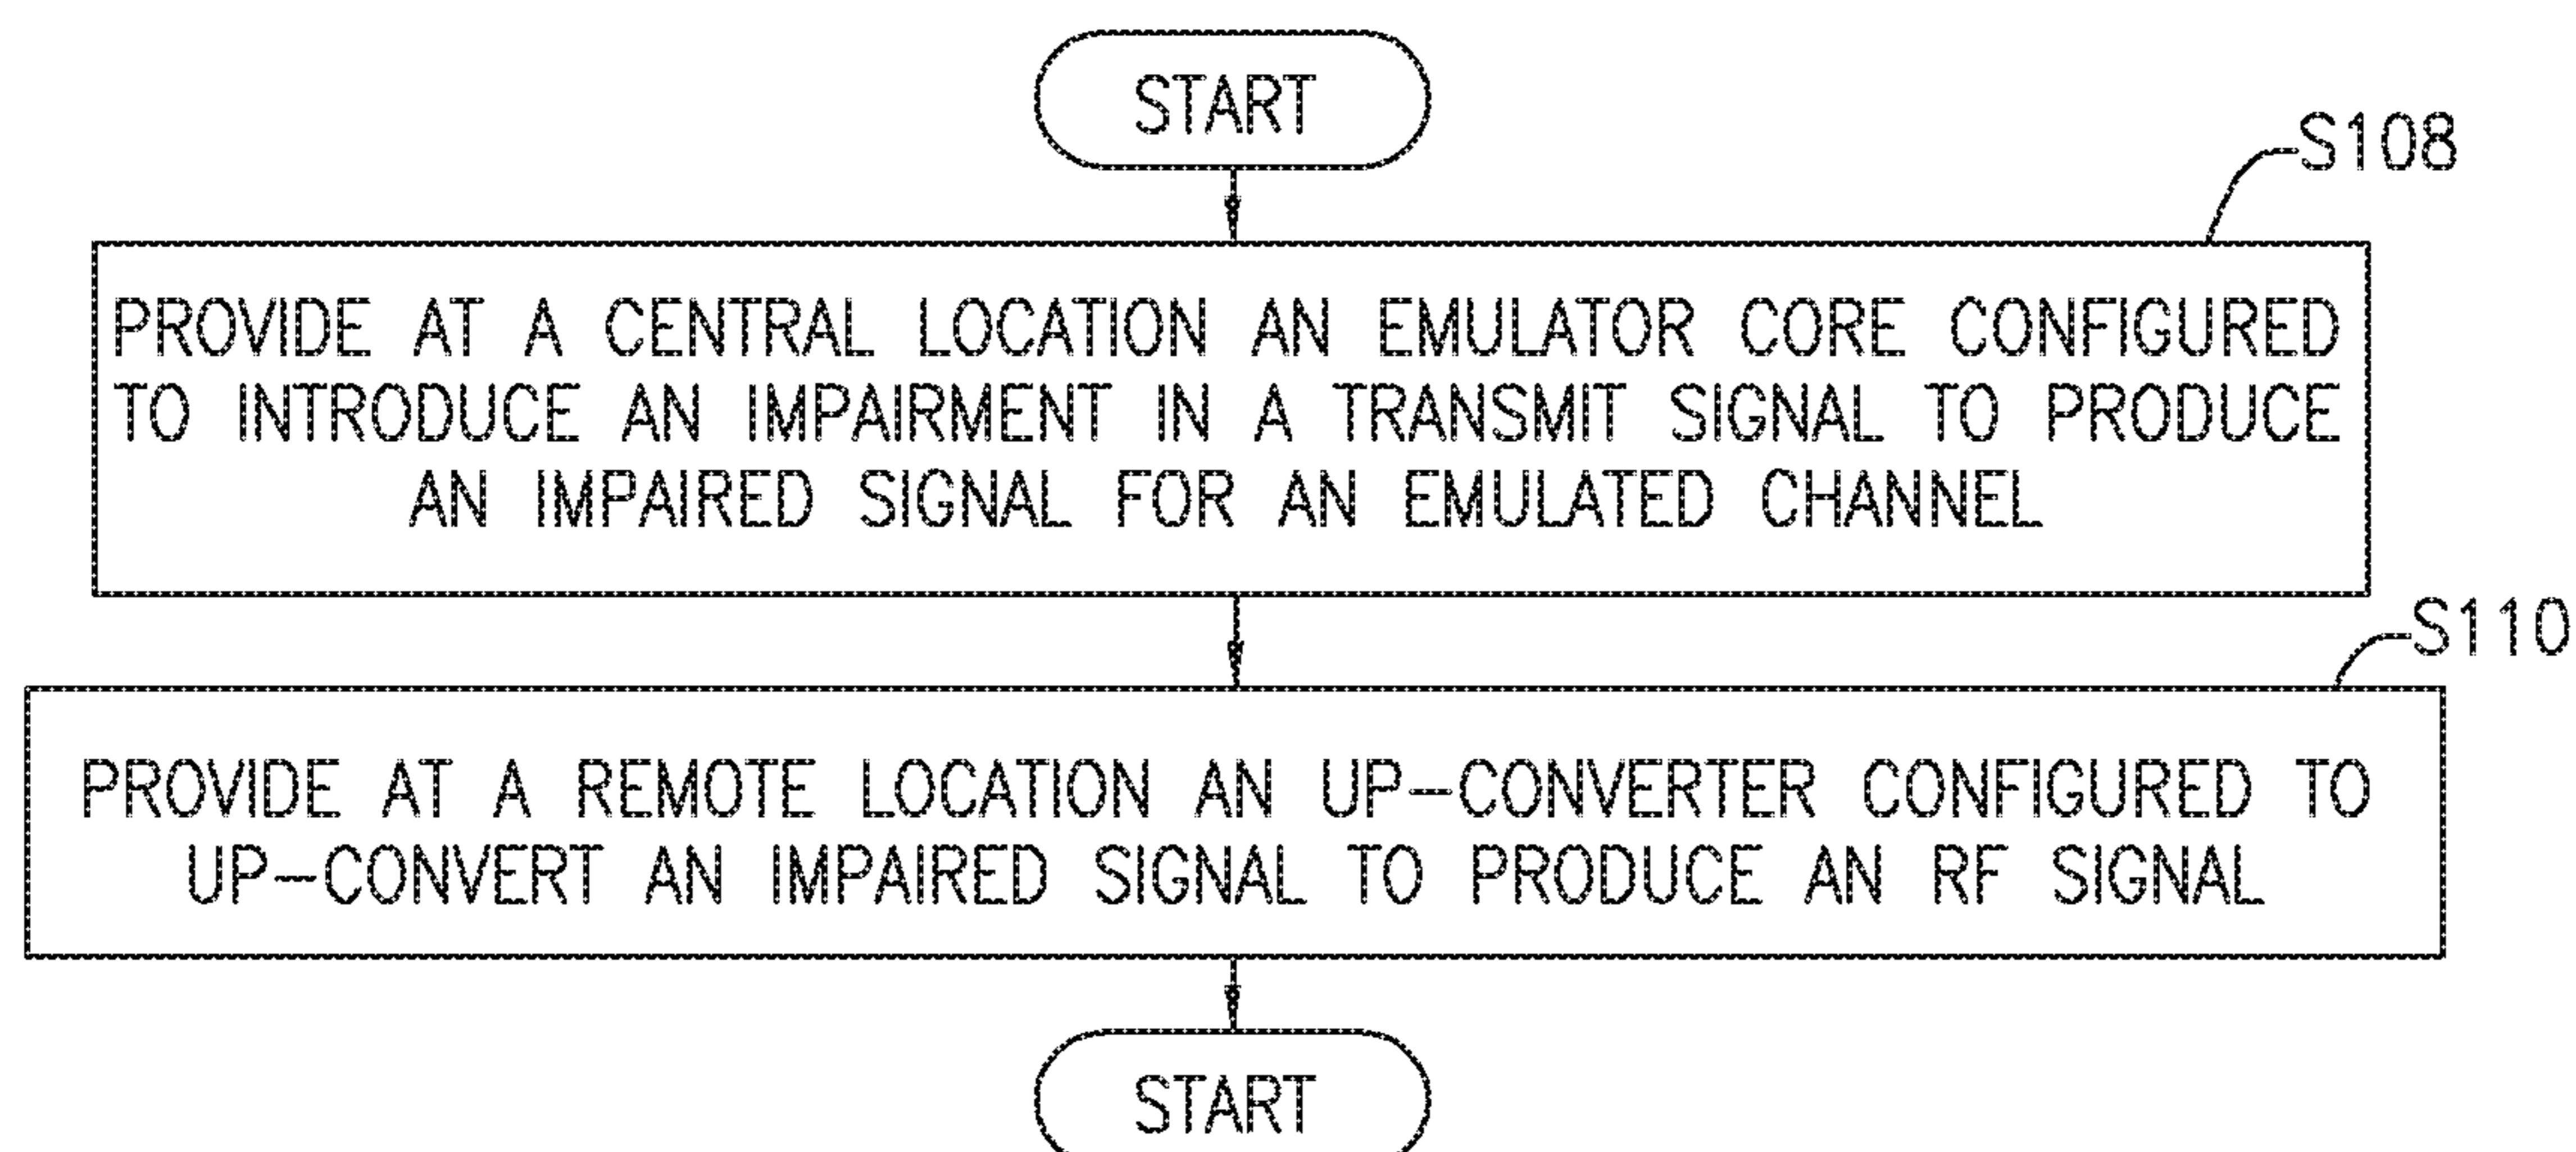 START
S108
PROVIDE AT A CENTRAL LOCATION AN EMULATOR CORE CONFIGURED
TO INTRODUCE AN IMPAIRMENT IN A TRANSMIT SIGNAL TO PRODUCE
AN IMPAIRED SIGNAL FOR AN EMULATED CHANNEL
S110
PROVIDE AT A REMOTE LOCATION AN UP-CONVERTER CONFIGURED TO
UP-CONVERT AN IMPAIRED SIGNAL TO PRODUCE AN RF SIGNAL
START